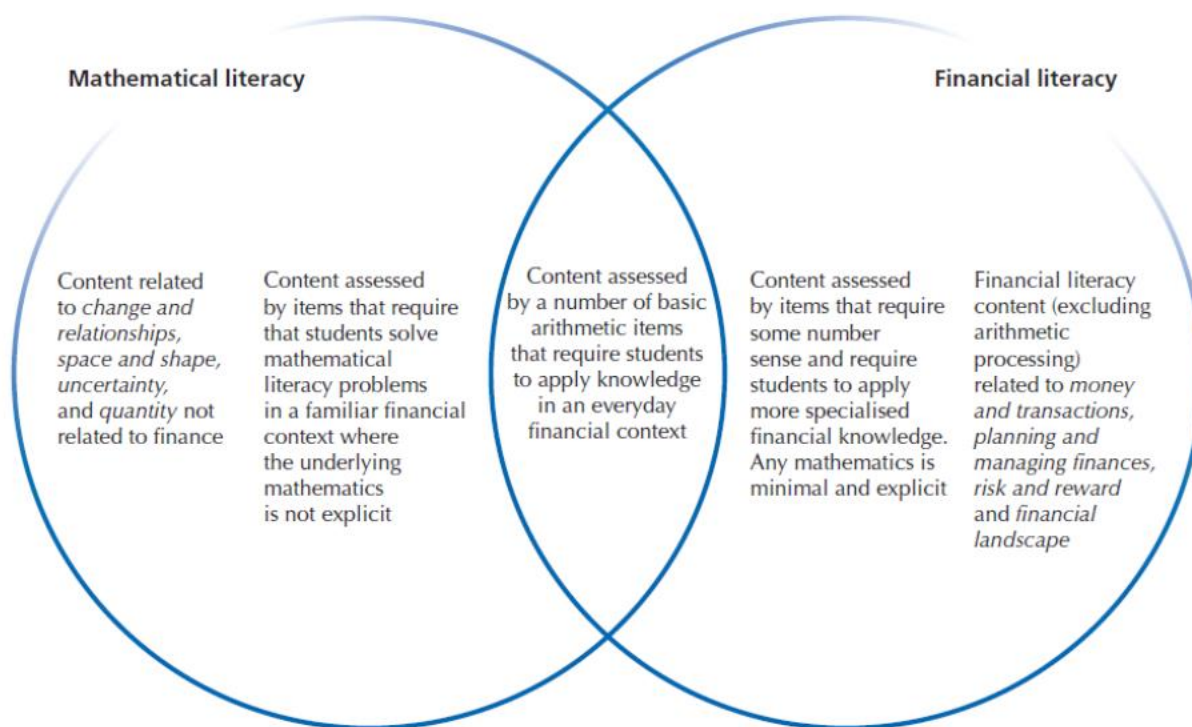 Mathematical literacy
Financial literacy
Content related
to change and
relationships,
space and shape,
uncertainty,
and quantity not
related to finance
Content assessed
by items that require
that students solve
mathematical
literacy problems
in a familiar financial
context where
the underlying
mathematics
is not explicit
Content assessed
by a number of basic
arithmetic items
that require students
to apply knowledge
in an everyday
financial context
Content assessed
by items that require
some number
sense and require
students to apply
more specialised
financial knowledge.
Any mathematics is
minimal and explicit
Financial literacy
content (excluding
arithmetic
processing)
related to money
and transactions,
planning and
managing finances,
risk and reward
and financial
landscape